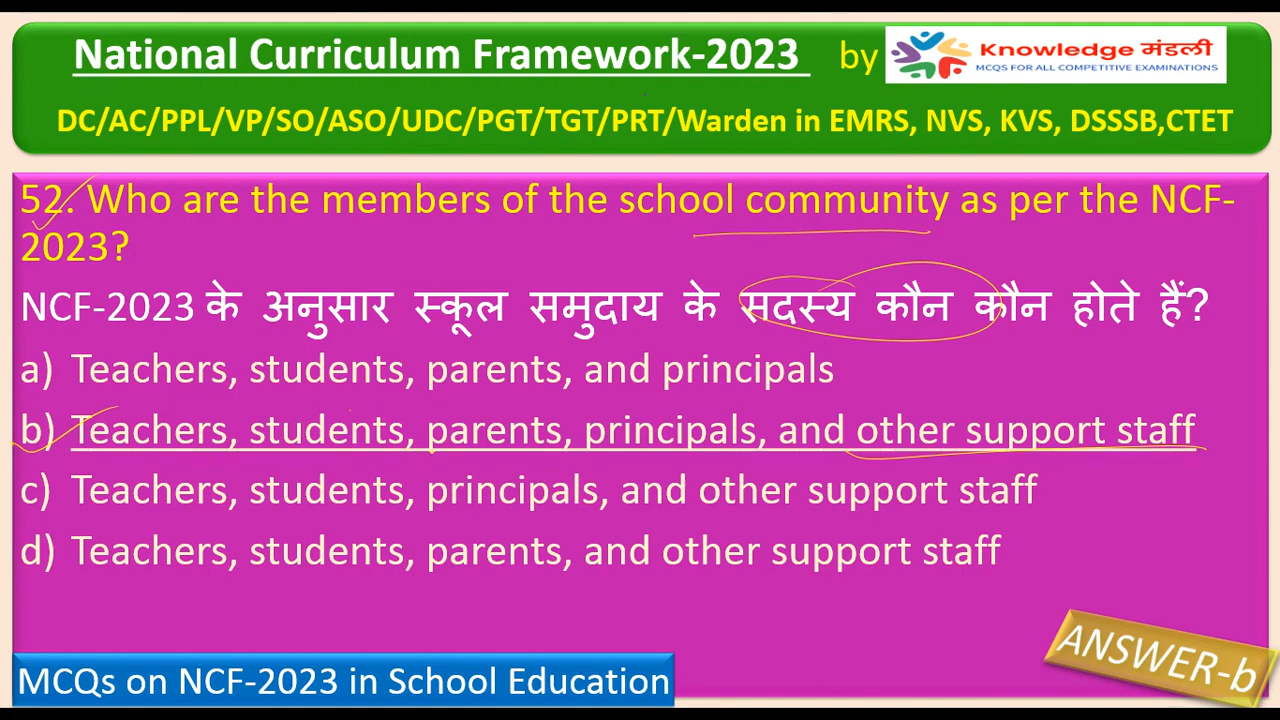 National Curriculum Framework-2023 by Knowledge मंडली
MCQS FOR ALL COMPETITIVE EXAMINATIONS
DC/AC/PPL/VP/SO/ASO/UDC/PGT/TGT/PRT/Warden in EMRS, NVS, KVS, DSSSB,CTET
52. Who are the members of the school community as per the NCF-
2023?
NCF-2023 के अनुसार स्कूल समुदाय के सदस्य कौन कौन होते हैं?
a) Teachers, students, parents, and principals
b) Teachers, students, parents, principals, and other support staff
c) Teachers, students, principals, and other support staff
d) Teachers, students, parents, and other support staff
ANSWER-b
MCQs on NCF-2023 in School Education